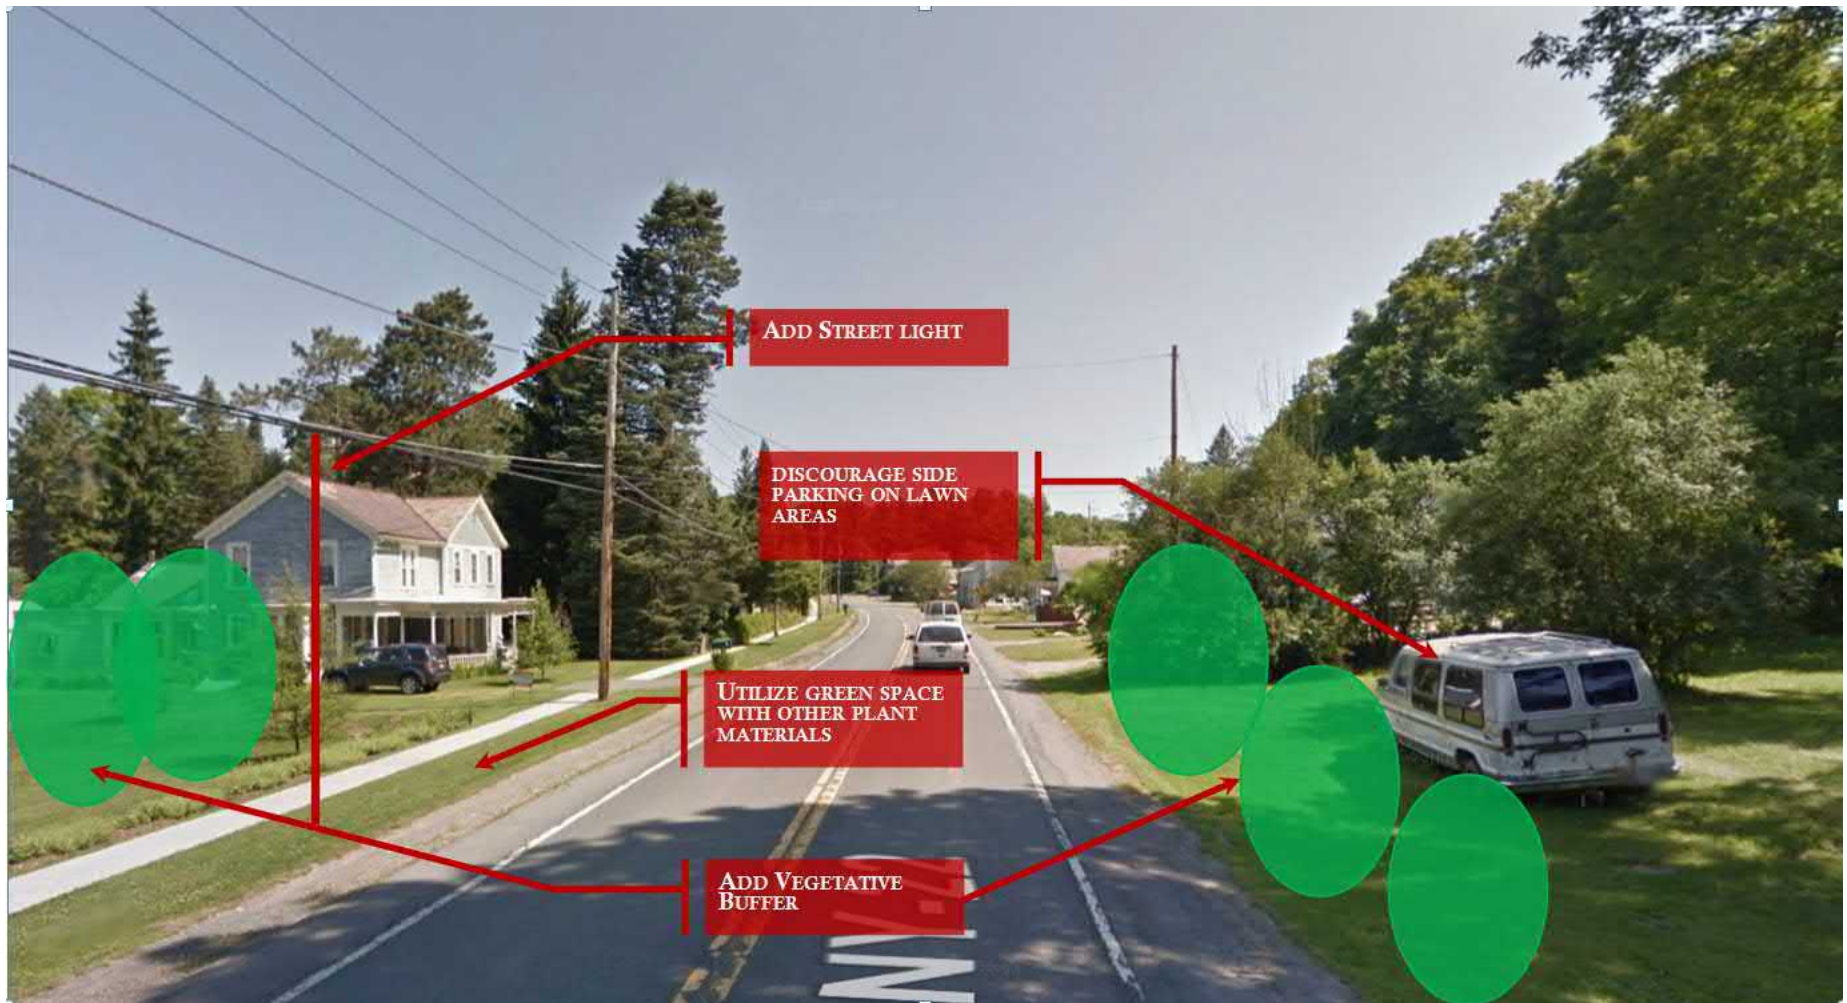 ADD STREET LIGHT
DISCOURAGE SIDE
PARKING ON LAWN
AREAS
UTILIZE GREEN SPACE
WITH OTHER PLANT
MATERIALS
ADD VEGETATIVE
BUFFER